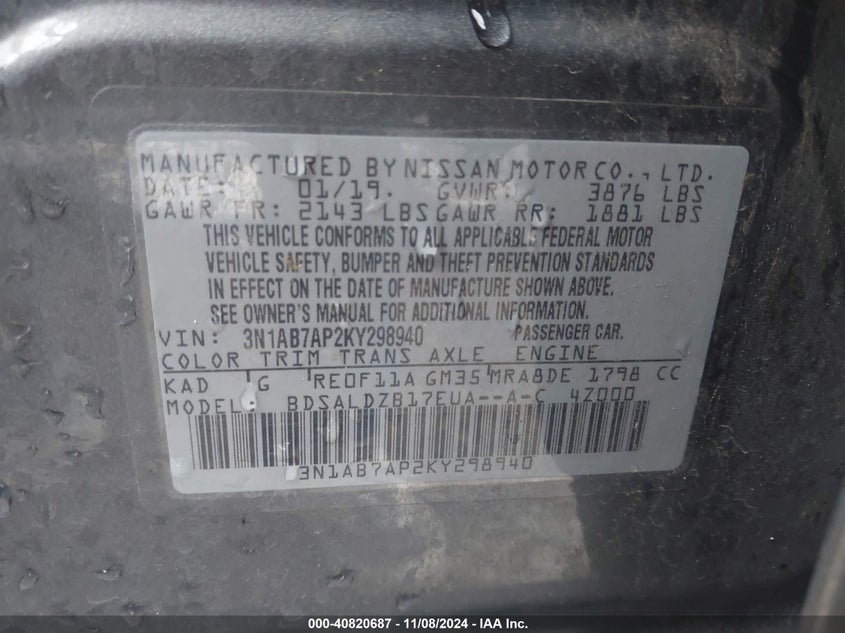 MANUFACTURED BY NISSAN MOTOR CO., LTD.
DATE: 01/19. GVWR: 3876 LBS
GAWR FR: 2143 LBS GAWR RR: 1881 LBS
THIS VEHICLE CONFORMS TO ALL APPLICABLE FEDERAL MOTOR
VEHICLE SAFETY, BUMPER AND THEFT PREVENTION STANDARDS
IN EFFECT ON THE DATE OF MANUFACTURE SHOWN ABOVE.
SEE OWNER'S MANUAL FOR ADDITIONAL INFORMATION.
VIN: 3N1AB7AP2KY298940 PASSENGER CAR.
COLOR TRIM TRANS AXLE ENGINE
KAD G RE0F11A GM35 MRA8DE 1798 CC
MODEL: BDSALDZB17EUA--A-C 4Z000
3N1AB7AP2KY298940
000-40820687 - 11/08/2024 - IAAI.com